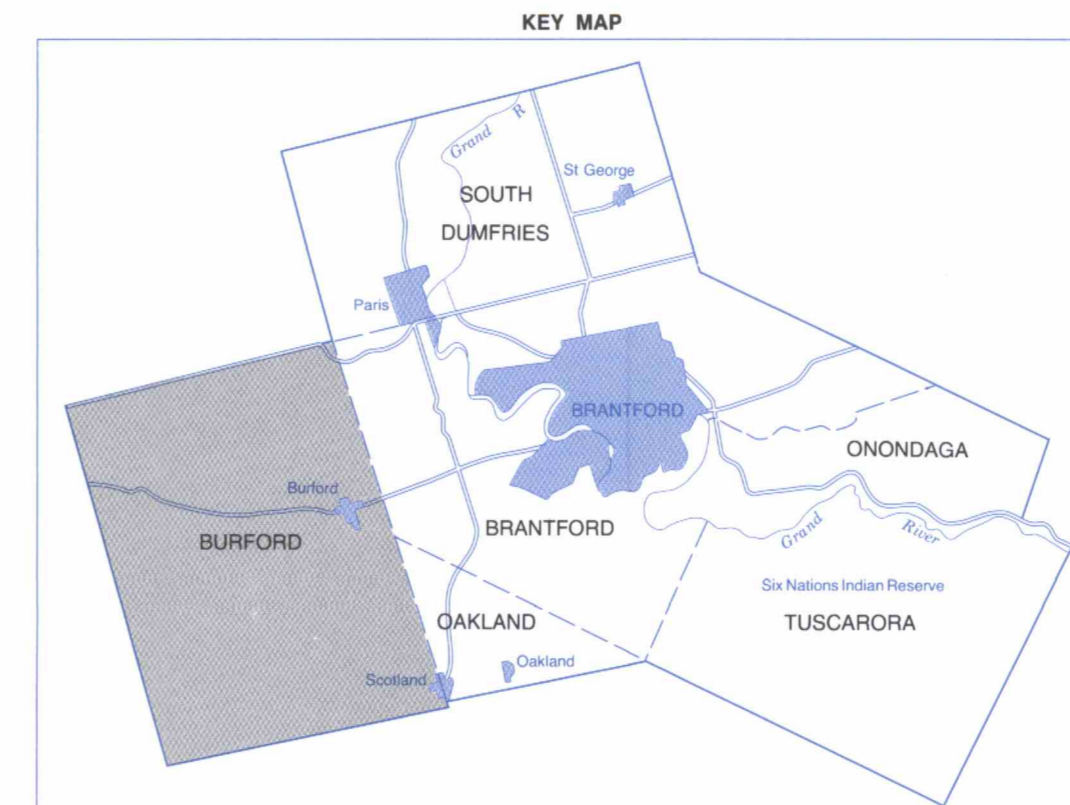 KEY MAP
Grand R
St George
SOUTH
DUMFRIES
Paris
BRANTFORD
ONONDAGA
Burford
BURFORD
BRANTFORD
Grand River
Six Nations Indian Reserve
TUSCARORA
OAKLAND
Oakland
Scotland